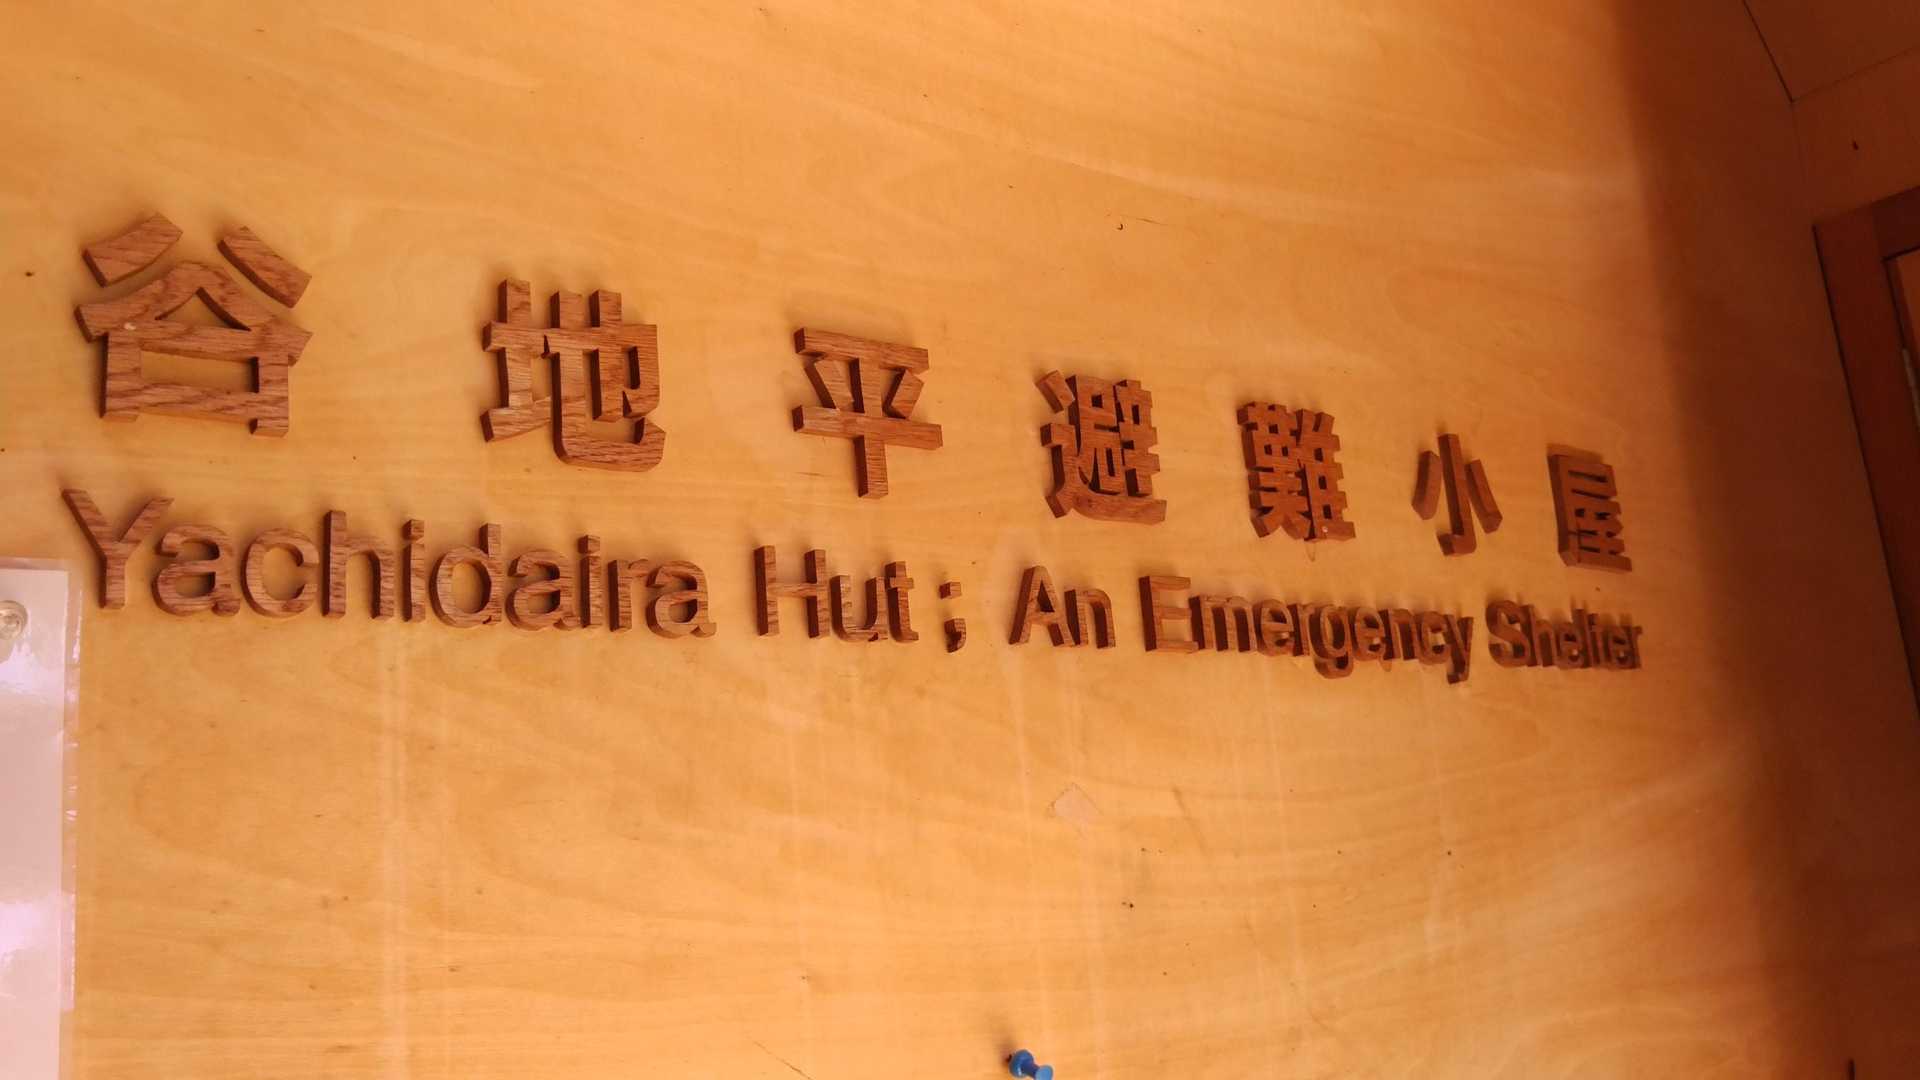 谷地平避難小屋
Yachidaira Hut ; An Emergency Shelter